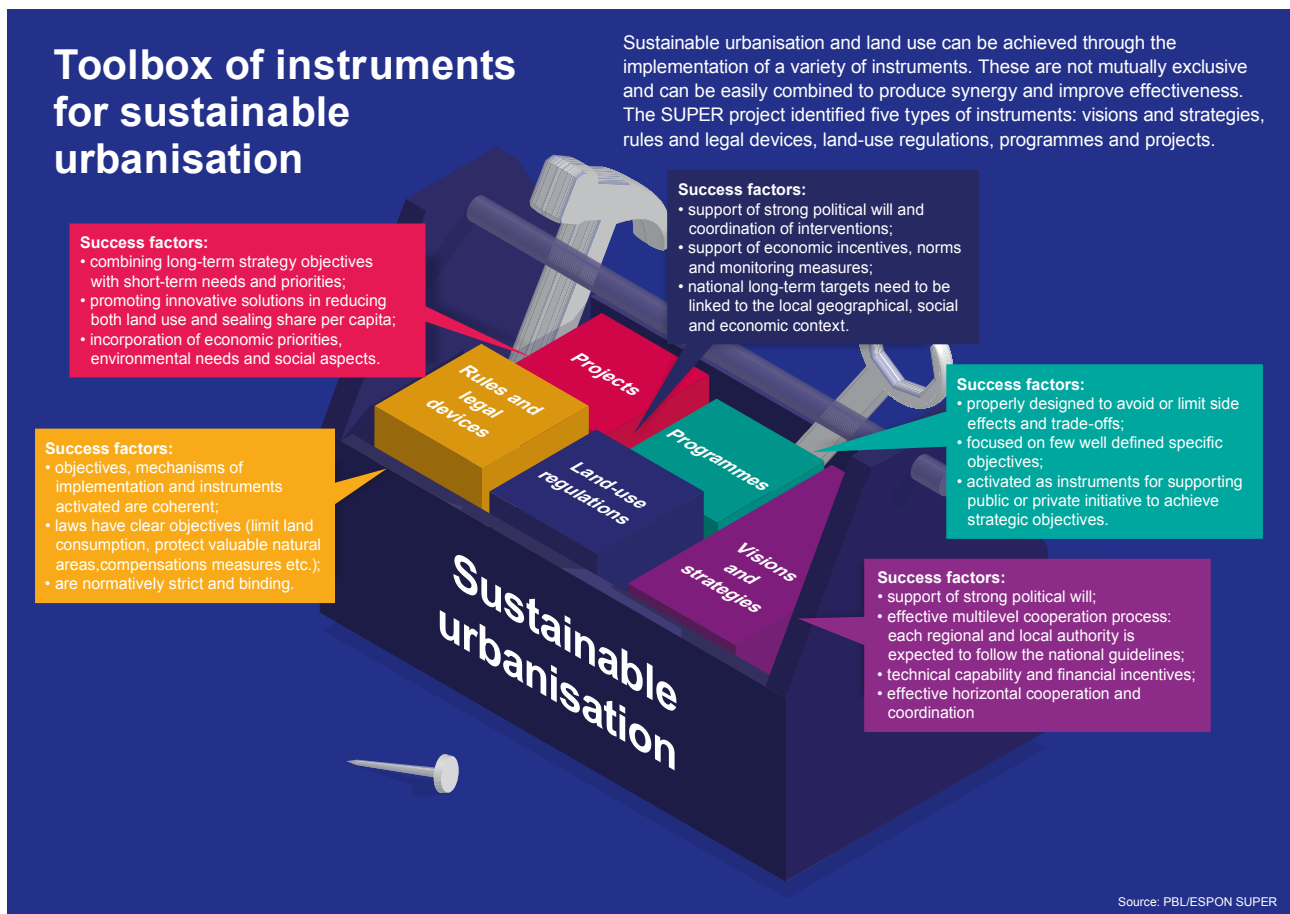 Toolbox of instruments
for sustainable
urbanisation
Sustainable urbanisation and land use can be achieved through the
implementation of a variety of instruments. These are not mutually exclusive
and can be easily combined to produce synergy and improve effectiveness.
The SUPER project identified five types of instruments: visions and strategies,
rules and legal devices, land-use regulations, programmes and projects.
Success factors:
• support of strong political will and
coordination of interventions;
• support of economic incentives, norms
and monitoring measures;
• national long-term targets need to be
linked to the local geographical, social
and economic context.
Success factors:
• combining long-term strategy objectives
with short-term needs and priorities;
• promoting innovative solutions in reducing
both land use and sealing share per capita;
• incorporation of economic priorities,
environmental needs and social aspects.
Projects
Rules and
legal
devices
Programmes
Land-use
regulations
Visions
and
strategies
Success factors:
• properly designed to avoid or limit side
effects and trade-offs;
• focused on few well defined specific
objectives;
• activated as instruments for supporting
public or private initiative to achieve
strategic objectives.
Success factors:
• objectives, mechanisms of
implementation and instruments
activated are coherent;
• laws have clear objectives (limit land
consumption, protect valuable natural
areas,compensations measures etc.);
• are normatively strict and binding.
Success factors:
• support of strong political will;
• effective multilevel cooperation process:
each regional and local authority is
expected to follow the national guidelines;
• technical capability and financial incentives;
• effective horizontal cooperation and
coordination
Sustainable
urbanisation
Source: PBL/ESPON SUPER